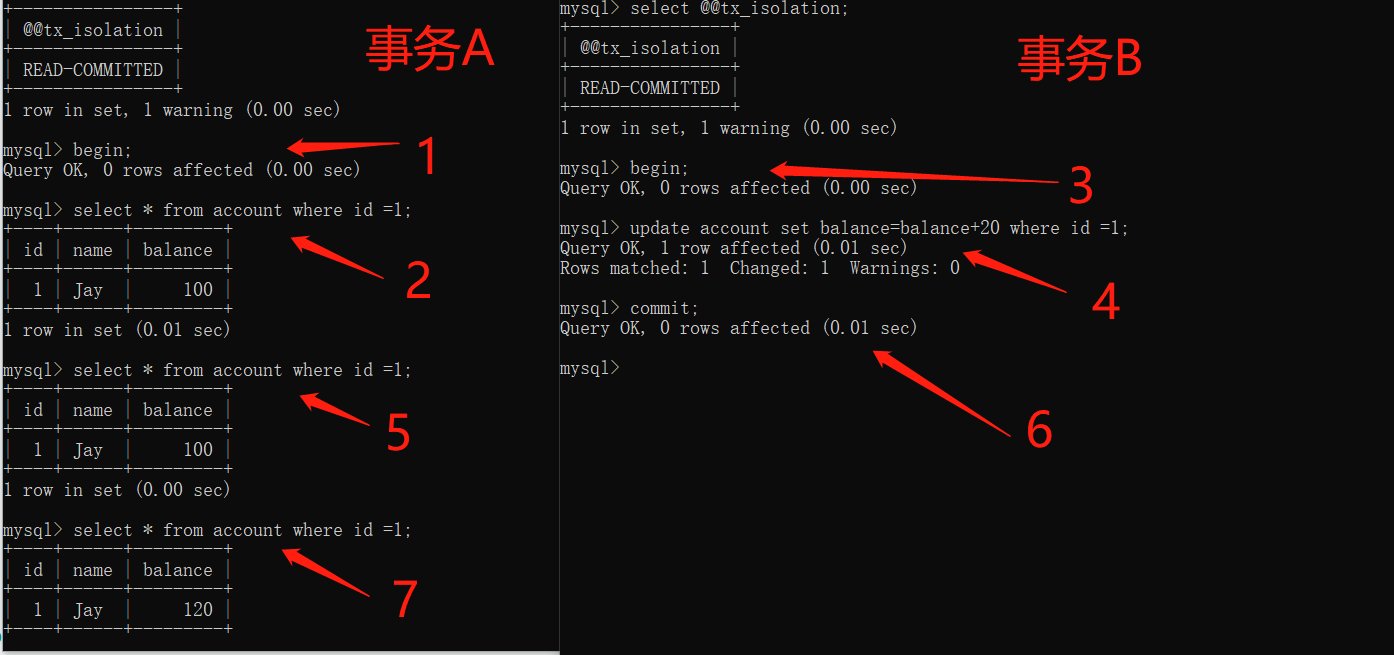 +----------------+
| @@tx_isolation |
+----------------+
| READ-COMMITTED |
+----------------+
1 row in set, 1 warning (0.00 sec)
mysql> begin;
Query OK, 0 rows affected (0.00 sec)
mysql> select * from account where id =1;
+----+------+---------+
| id | name | balance |
+----+------+---------+
|  1 | Jay  |     100 |
+----+------+---------+
1 row in set (0.01 sec)
mysql> select * from account where id =1;
+----+------+---------+
| id | name | balance |
+----+------+---------+
|  1 | Jay  |     100 |
+----+------+---------+
1 row in set (0.00 sec)
mysql> select * from account where id =1;
+----+------+---------+
| id | name | balance |
+----+------+---------+
|  1 | Jay  |     120 |
+----+------+---------+
事务A
1
2
5
7
mysql> select @@tx_isolation;
+----------------+
| @@tx_isolation |
+----------------+
| READ-COMMITTED |
+----------------+
1 row in set, 1 warning (0.00 sec)
mysql> begin;
Query OK, 0 rows affected (0.00 sec)
mysql> update account set balance=balance+20 where id =1;
Query OK, 1 row affected (0.01 sec)
Rows matched: 1  Changed: 1  Warnings: 0
mysql> commit;
Query OK, 0 rows affected (0.01 sec)
mysql>
事务B
3
4
6